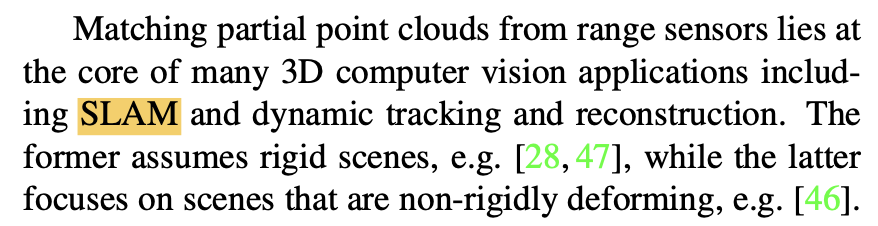 Matching partial point clouds from range sensors lies at
the core of many 3D computer vision applications includ-
ing SLAM and dynamic tracking and reconstruction. The
former assumes rigid scenes, e.g. [28, 47], while the latter
focuses on scenes that are non-rigidly deforming, e.g. [46].